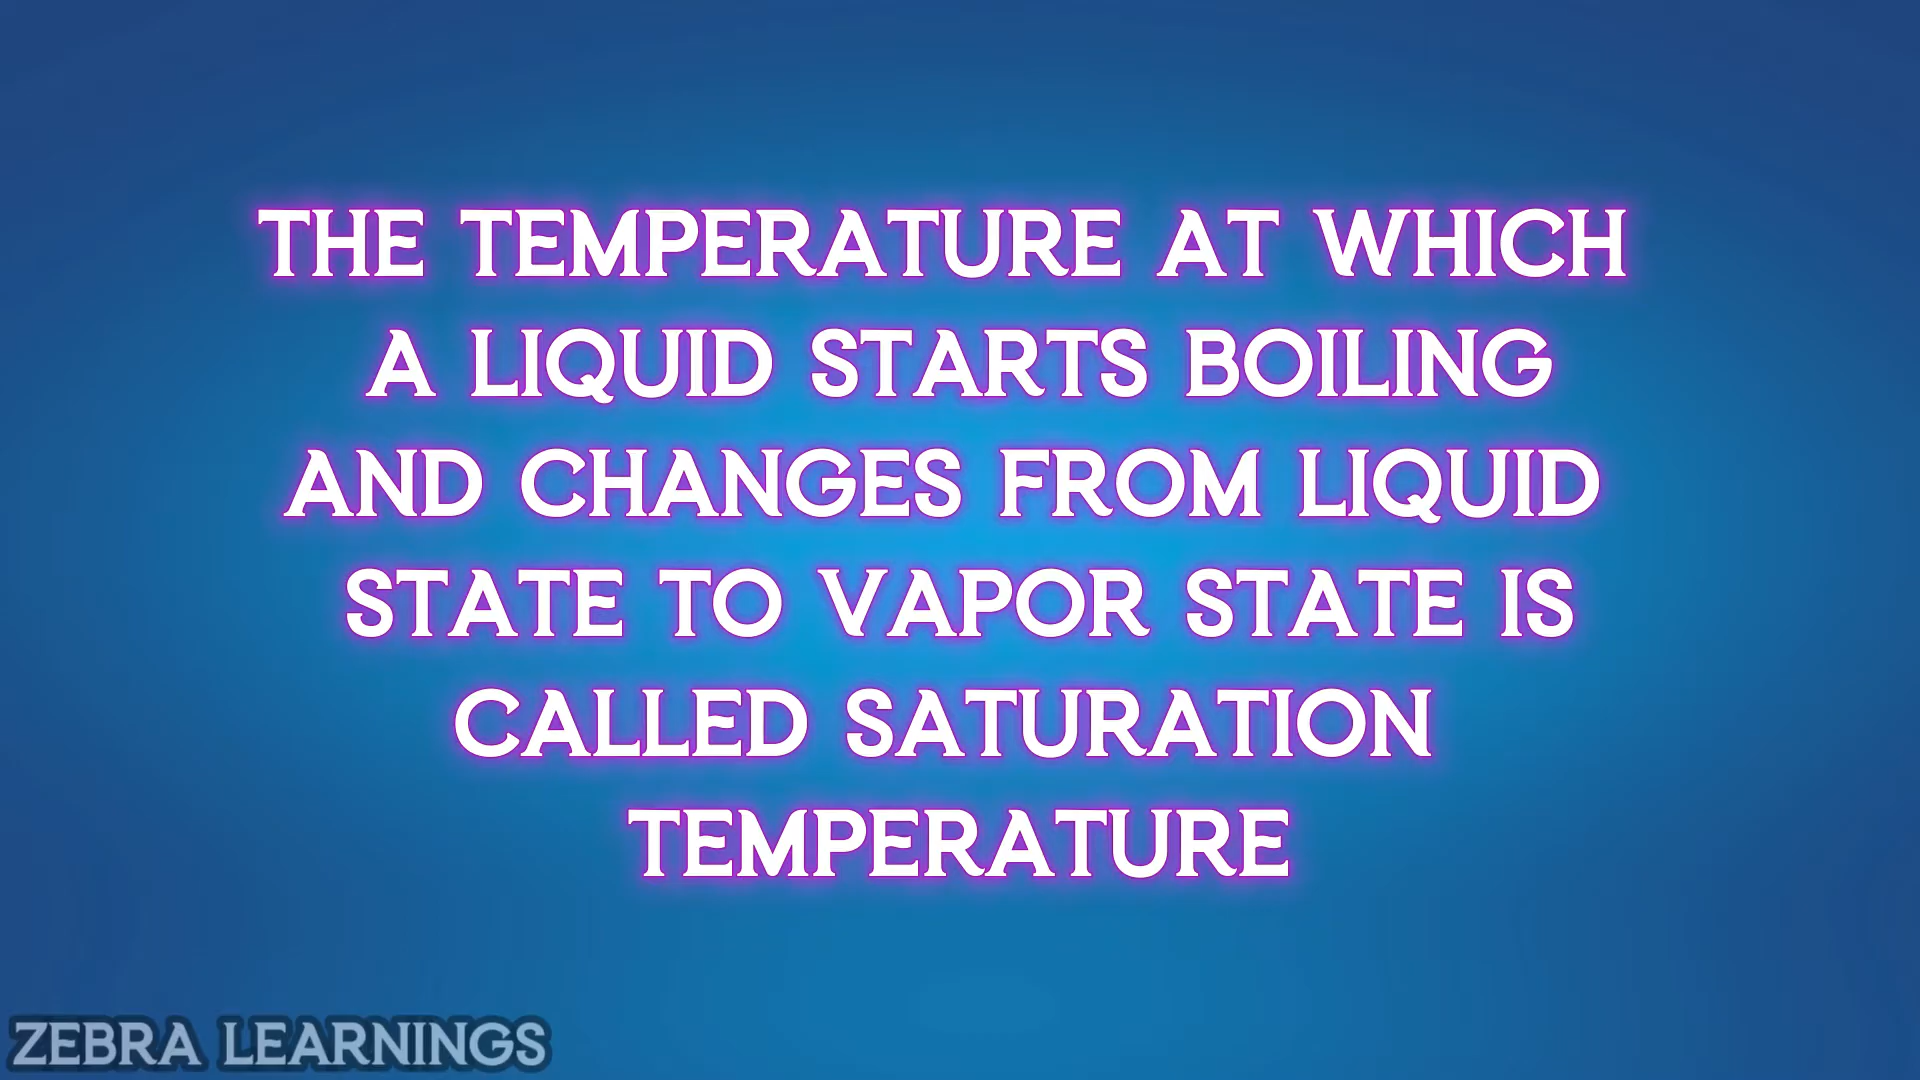 THE TEMPERATURE AT WHICH
A LIQUID STARTS BOILING
AND CHANGES FROM LIQUID
STATE TO VAPOR STATE IS
CALLED SATURATION
TEMPERATURE
ZEBRA LEARNINGS